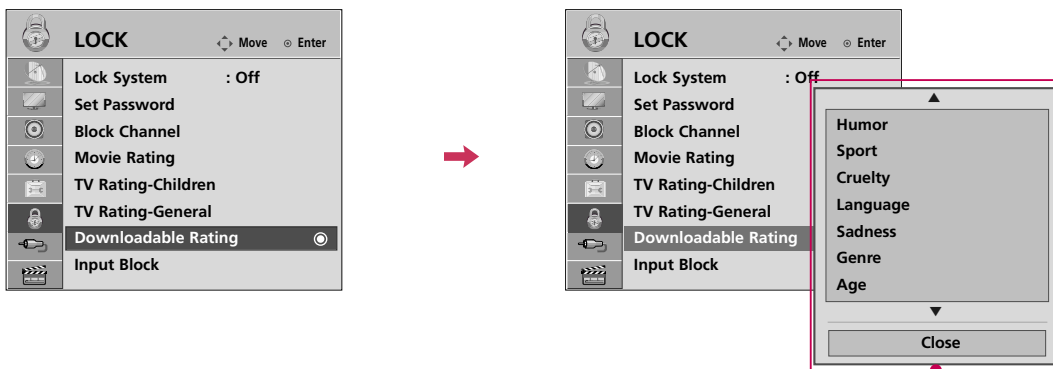 LOCK Move Enter
Lock System : Off
Set Password
Block Channel
Movie Rating
TV Rating-Children
TV Rating-General
Downloadable Rating
Input Block
LOCK Move Enter
Lock System : Off
Set Password
Block Channel
Movie Rating
TV Rating-Children
TV Rating-General
Downloadable Rating
Input Block
Humor
Sport
Cruelty
Language
Sadness
Genre
Age
Close